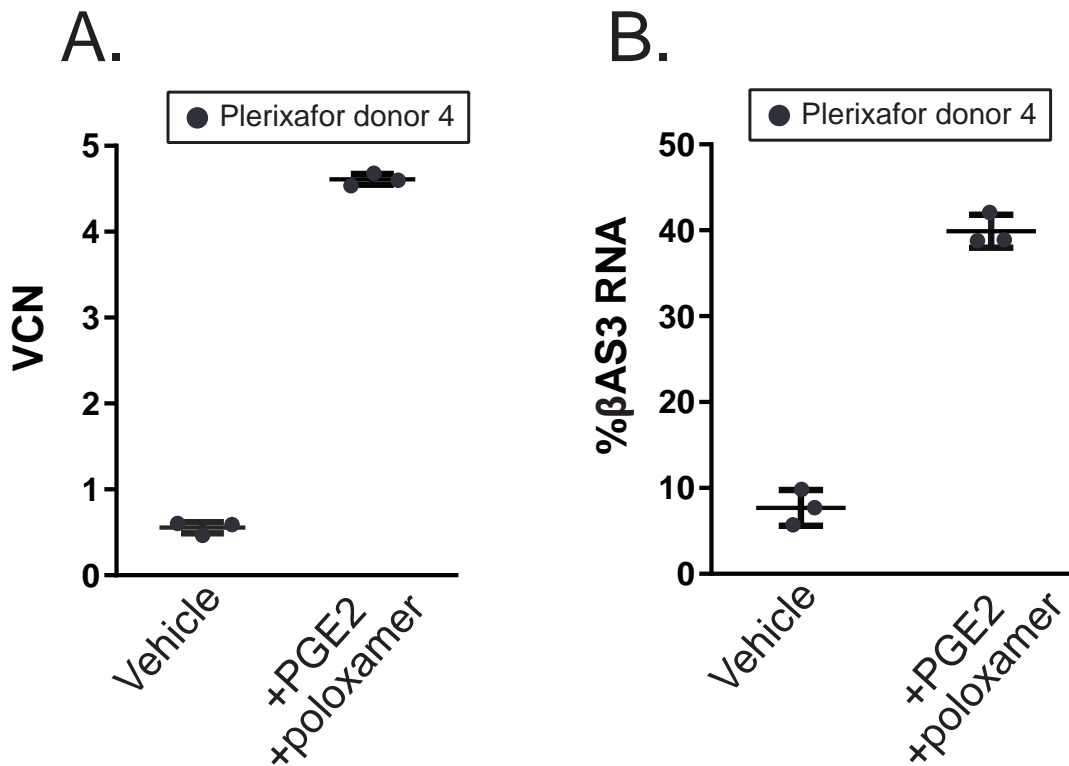 A.
Plerixafor donor 4
VCN
5
4
3
2
1
0
Vehicle
+PGE2
+poloxamer
B.
Plerixafor donor 4
%βAS3 RNA
50
40
30
20
10
0
Vehicle
+PGE2
+poloxamer